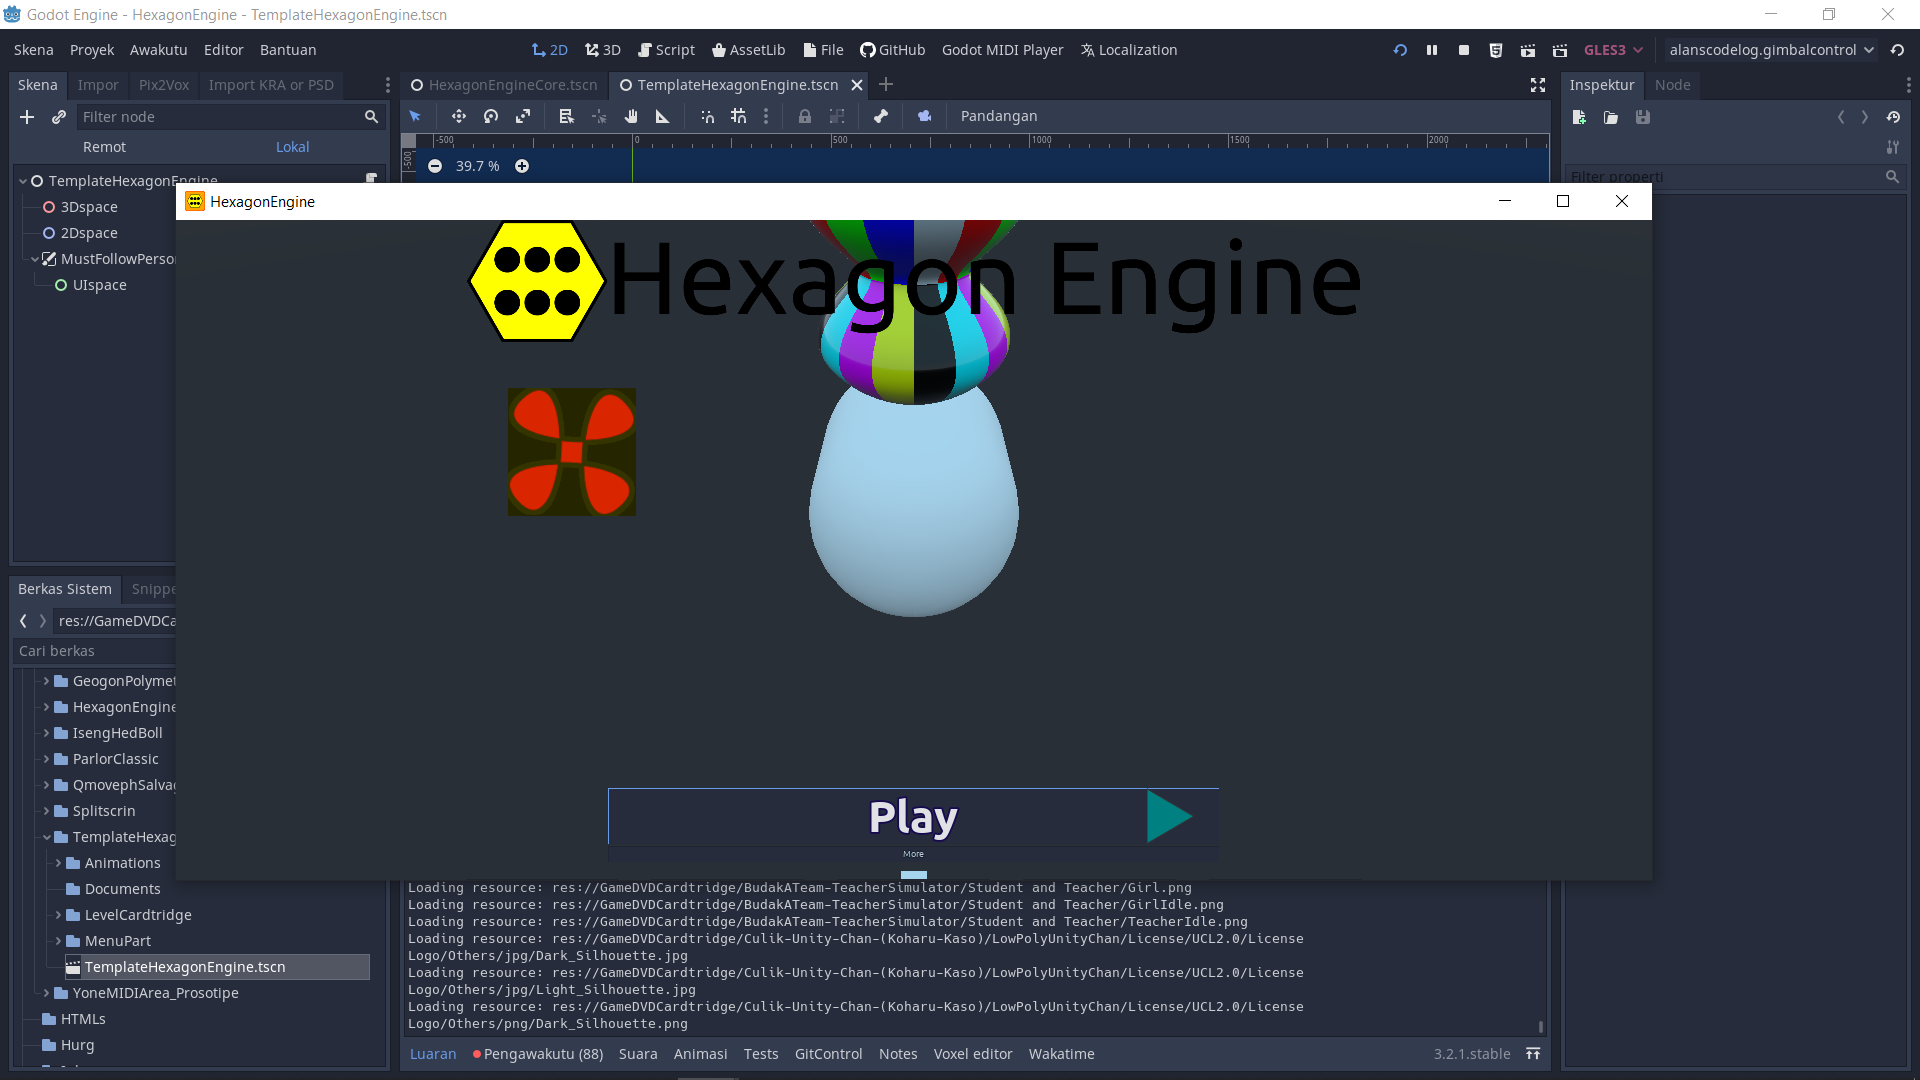 Godot Engine - HexagonEngine - TemplateHexagonEngine.tscn
Skena Proyek Awakutu Editor Bantuan
2D 3D Script AssetLib File GitHub Godot MIDI Player Localization
GLES3 alanscodelog.gimbalcontrol
Skena Impor Pix2Vox Import KRA or PSD
HexagonEngineCore.tscn TemplateHexagonEngine.tscn
Inspektur Node
Filter node
Pandangan
Remot Lokal
-500 0 500 1000 1500 2000
-500
39.7 %
Filter properti
TemplateHexagonEngine
3Dspace
2Dspace
MustFollowPerso
UIspace
HexagonEngine
Hexagon Engine
Play
More
Berkas Sistem Snippe
res://GameDVDCa
Cari berkas
GeogonPolymet
HexagonEngine
IsengHedBoll
ParlorClassic
QmovephSalvag
Splitscrin
TemplateHexag
Animations
Documents
LevelCardtridge
MenuPart
TemplateHexagonEngine.tscn
YoneMIDIArea_Prosotipe
HTMLs
Hurg
Loading resource: res://GameDVDCardtridge/BudakATeam-TeacherSimulator/Student and Teacher/Girl.png
Loading resource: res://GameDVDCardtridge/BudakATeam-TeacherSimulator/Student and Teacher/GirlIdle.png
Loading resource: res://GameDVDCardtridge/BudakATeam-TeacherSimulator/Student and Teacher/TeacherIdle.png
Loading resource: res://GameDVDCardtridge/Culik-Unity-Chan-(Koharu-Kaso)/LowPolyUnityChan/License/UCL2.0/License
Logo/Others/jpg/Dark_Silhouette.jpg
Loading resource: res://GameDVDCardtridge/Culik-Unity-Chan-(Koharu-Kaso)/LowPolyUnityChan/License/UCL2.0/License
Logo/Others/jpg/Light_Silhouette.jpg
Loading resource: res://GameDVDCardtridge/Culik-Unity-Chan-(Koharu-Kaso)/LowPolyUnityChan/License/UCL2.0/License
Logo/Others/png/Dark_Silhouette.png
Luaran Pengawakutu (88) Suara Animasi Tests GitControl Notes Voxel editor Wakatime
3.2.1.stable